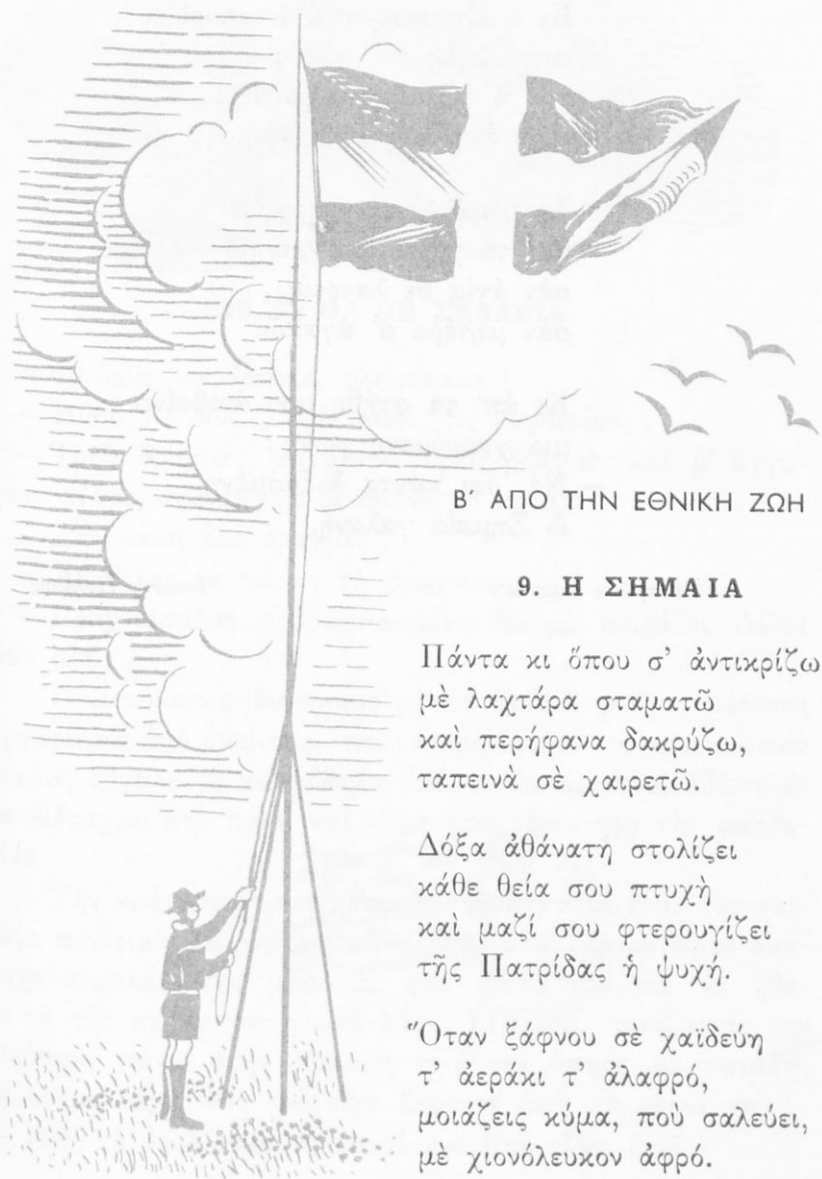 Β΄ ΑΠΟ ΤΗΝ ΕΘΝΙΚΗ ΖΩΗ
9. Η ΣΗΜΑΙΑ
Πάντα κι ὅπου σ’ ἀντικρίζω
μὲ λαχτάρα σταματῶ
καὶ περήφανα δακρύζω,
ταπεινὰ σὲ χαιρετῶ.
Δόξα ἀθάνατη στολίζει
κάθε θεία σου πτυχὴ
καὶ μαζί σου φτερουγίζει
τῆς Πατρίδας ἡ ψυχή.
Ὅταν ξάφνου σὲ χαϊδεύη
τ’ ἀεράκι τ’ ἀλαφρό,
μοιάζεις κύμα, ποὺ σαλεύει,
μὲ χιονόλευκον ἀφρό.